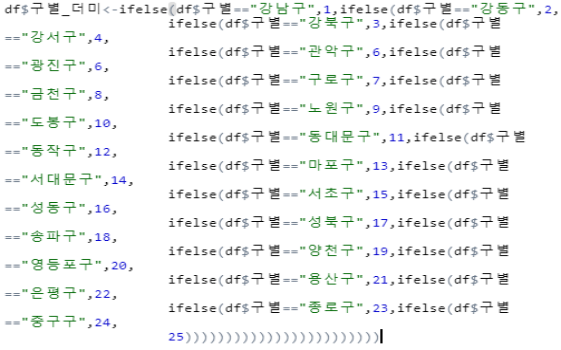 df$구별_더미<-ifelse(df$구별=="강남구",1,ifelse(df$구별=="강동구",2,
ifelse(df$구별=="강북구",3,ifelse(df$구별
=="강서구",4,
ifelse(df$구별=="관악구",6,ifelse(df$구별
=="광진구",6,
ifelse(df$구별=="구로구",7,ifelse(df$구별
=="금천구",8,
ifelse(df$구별=="노원구",9,ifelse(df$구별
=="도봉구",10,
ifelse(df$구별=="동대문구",11,ifelse(df$구별
=="동작구",12,
ifelse(df$구별=="마포구",13,ifelse(df$구별
=="서대문구",14,
ifelse(df$구별=="서초구",15,ifelse(df$구별
=="성동구",16,
ifelse(df$구별=="성북구",17,ifelse(df$구별
=="송파구",18,
ifelse(df$구별=="양천구",19,ifelse(df$구별
=="영등포구",20,
ifelse(df$구별=="용산구",21,ifelse(df$구별
=="은평구",22,
ifelse(df$구별=="종로구",23,ifelse(df$구별
=="중구구",24,
25))))))))))))))))))))))))